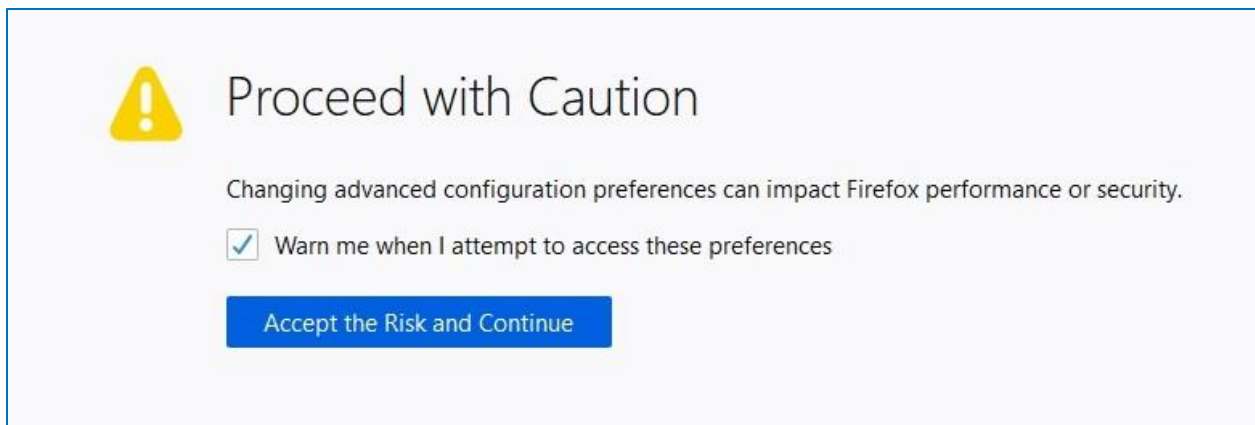 Proceed with Caution
Changing advanced configuration preferences can impact Firefox performance or security.
Warn me when I attempt to access these preferences
Accept the Risk and Continue